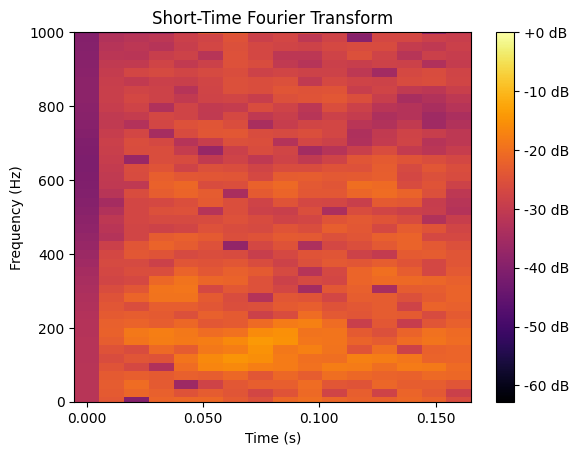 Short-Time Fourier Transform
1000
800
600
400
200
0
Frequency (Hz)
0.000
0.050
0.100
0.150
Time (s)
+0 dB
-10 dB
-20 dB
-30 dB
-40 dB
-50 dB
-60 dB